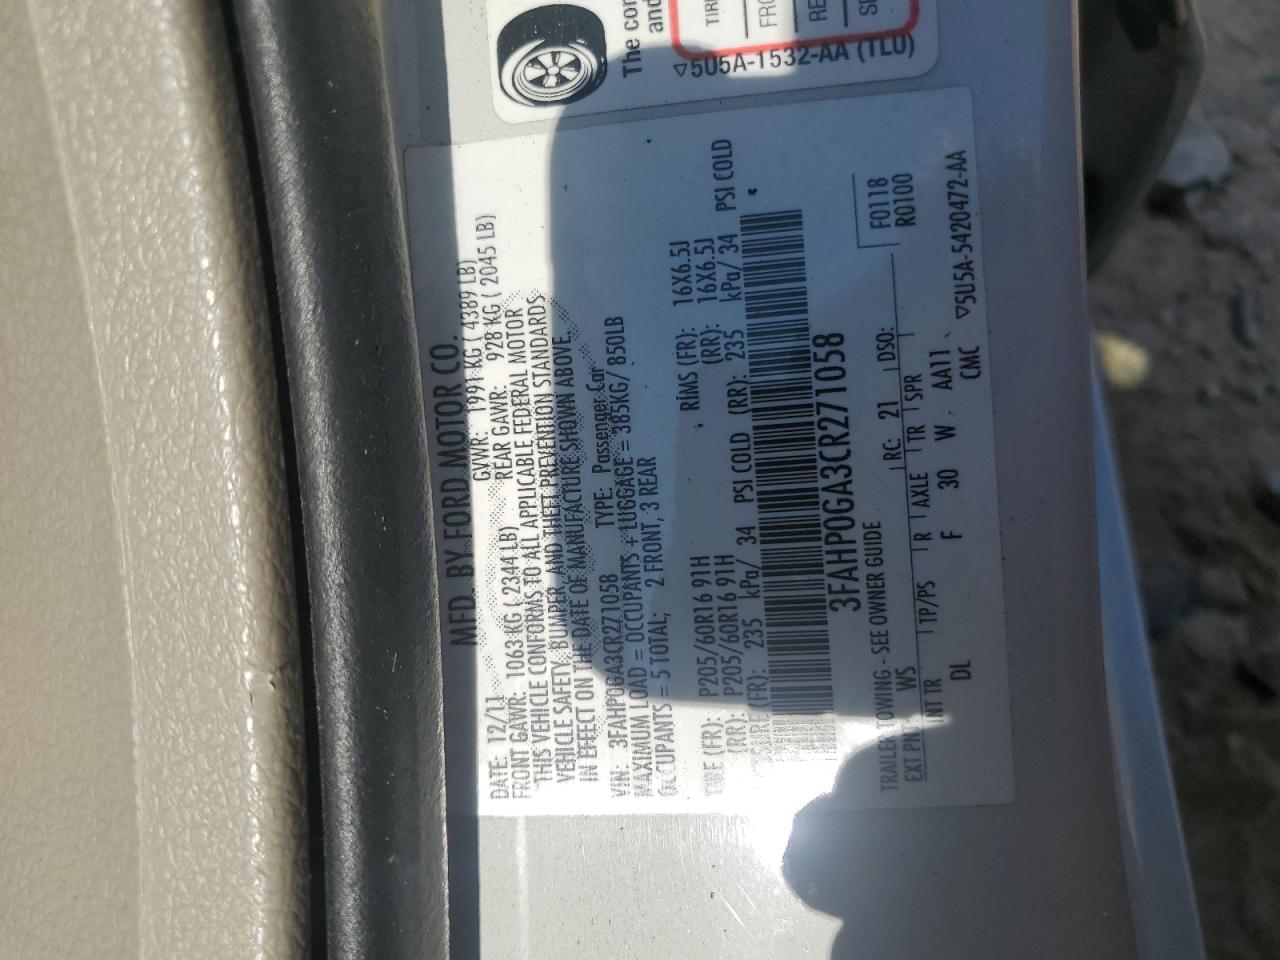 The con
and
TIRE
FRO
RE
SP
▽5U5A-1532-AA (TLU)
MFD. BY FORD MOTOR CO.
DATE: 12/11 GVWR: 1991 KG ( 4389 LB)
FRONT GAWR: 1063 KG ( 2344 LB) REAR GAWR: 928 KG ( 2045 LB)
THIS VEHICLE CONFORMS TO ALL APPLICABLE FEDERAL MOTOR
VEHICLE SAFETY, BUMPER, AND THEFT PREVENTION STANDARDS
IN EFFECT ON THE DATE OF MANUFACTURE SHOWN ABOVE.
VIN: 3FAHP0GA3CR271058 TYPE: Passenger Car
MAXIMUM LOAD = OCCUPANTS + LUGGAGE = 385KG/ 850LB
OCCUPANTS = 5 TOTAL; 2 FRONT, 3 REAR
(FR): P205/60R16 91H RiMS (FR): 16X6.5J
(RR): P205/60R16 91H (RR): 16X6.5J
(FR): 235 kPa/ 34 PSI COLD (RR): 235 kPa/ 34 PSI COLD
3FAHP0GA3CR271058
TRAILER TOWING - SEE OWNER GUIDE F0118
EXT PNT: WS RC: 21 DSO: R0100
INT TR TP/PS R AXLE TR SPR
DL F 30 W AA11
CMC ▽5U5A-5420472-AA